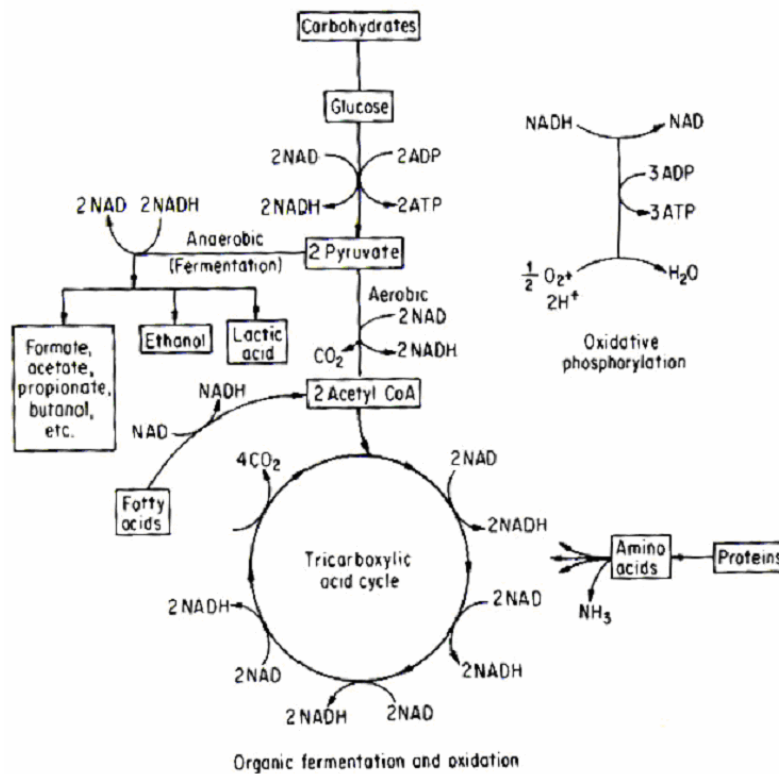 Carbohydrates
Glucose
2NAD
2ADP
2NADH
2ATP
NADH
NAD
3ADP
3ATP
1/2 O2+
2H+
H2O
Oxidative
phosphorylation
2NAD
2NADH
Anaerobic
(Fermentation)
2 Pyruvate
Formate,
acetate,
propionate,
butanol,
etc.
Ethanol
Lactic
acid
Aerobic
2NAD
CO2
2NADH
2 Acetyl CoA
NADH
NAD
Fatty
acids
4CO2
2NAD
2NADH
Tricarboxylic
acid cycle
Amino
acids
Proteins
NH3
2NADH
2NAD
2NAD
2NADH
2NADH
2NAD
Organic fermentation and oxidation